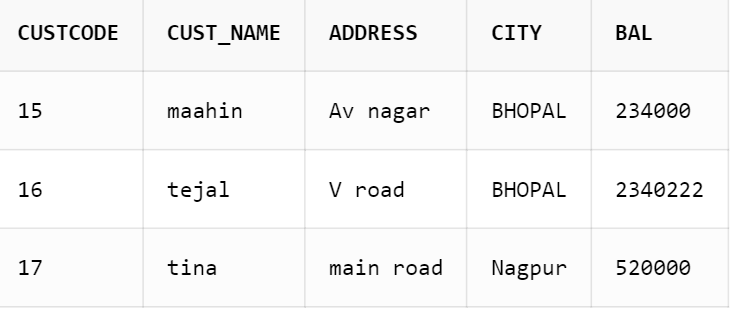 CUSTCODE CUST_NAME ADDRESS CITY BAL
15 maahin Av nagar BHOPAL 234000
16 tejal V road BHOPAL 2340222
17 tina main road Nagpur 520000